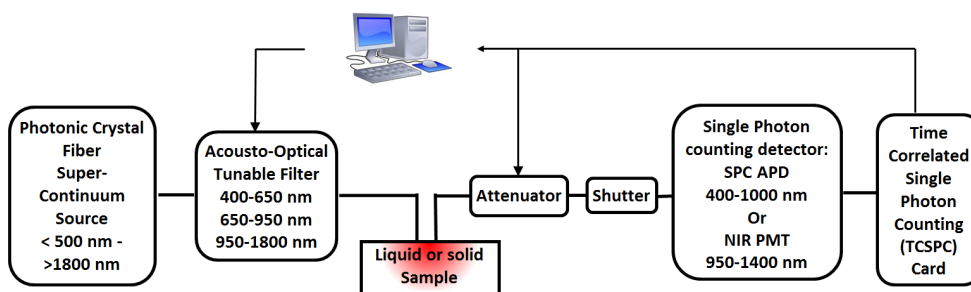 Photonic Crystal
Fiber
Super-
Continuum
Source
< 500 nm -
>1800 nm
Acousto-Optical
Tunable Filter
400-650 nm
650-950 nm
950-1800 nm
Liquid or solid
Sample
Attenuator
Shutter
Single Photon
counting detector:
SPC APD
400-1000 nm
Or
NIR PMT
950-1400 nm
Time
Correlated
Single
Photon
Counting
(TCSPC)
Card